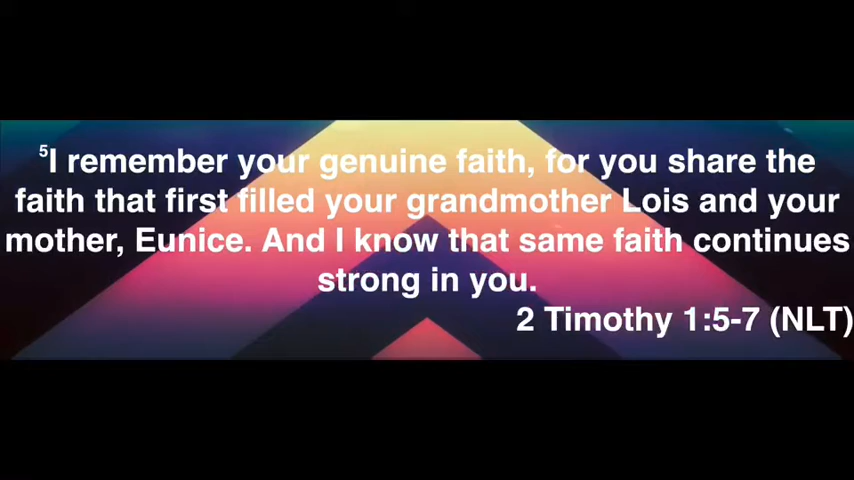 ⁵I remember your genuine faith, for you share the
faith that first filled your grandmother Lois and your
mother, Eunice. And I know that same faith continues
strong in you.
2 Timothy 1:5-7 (NLT)